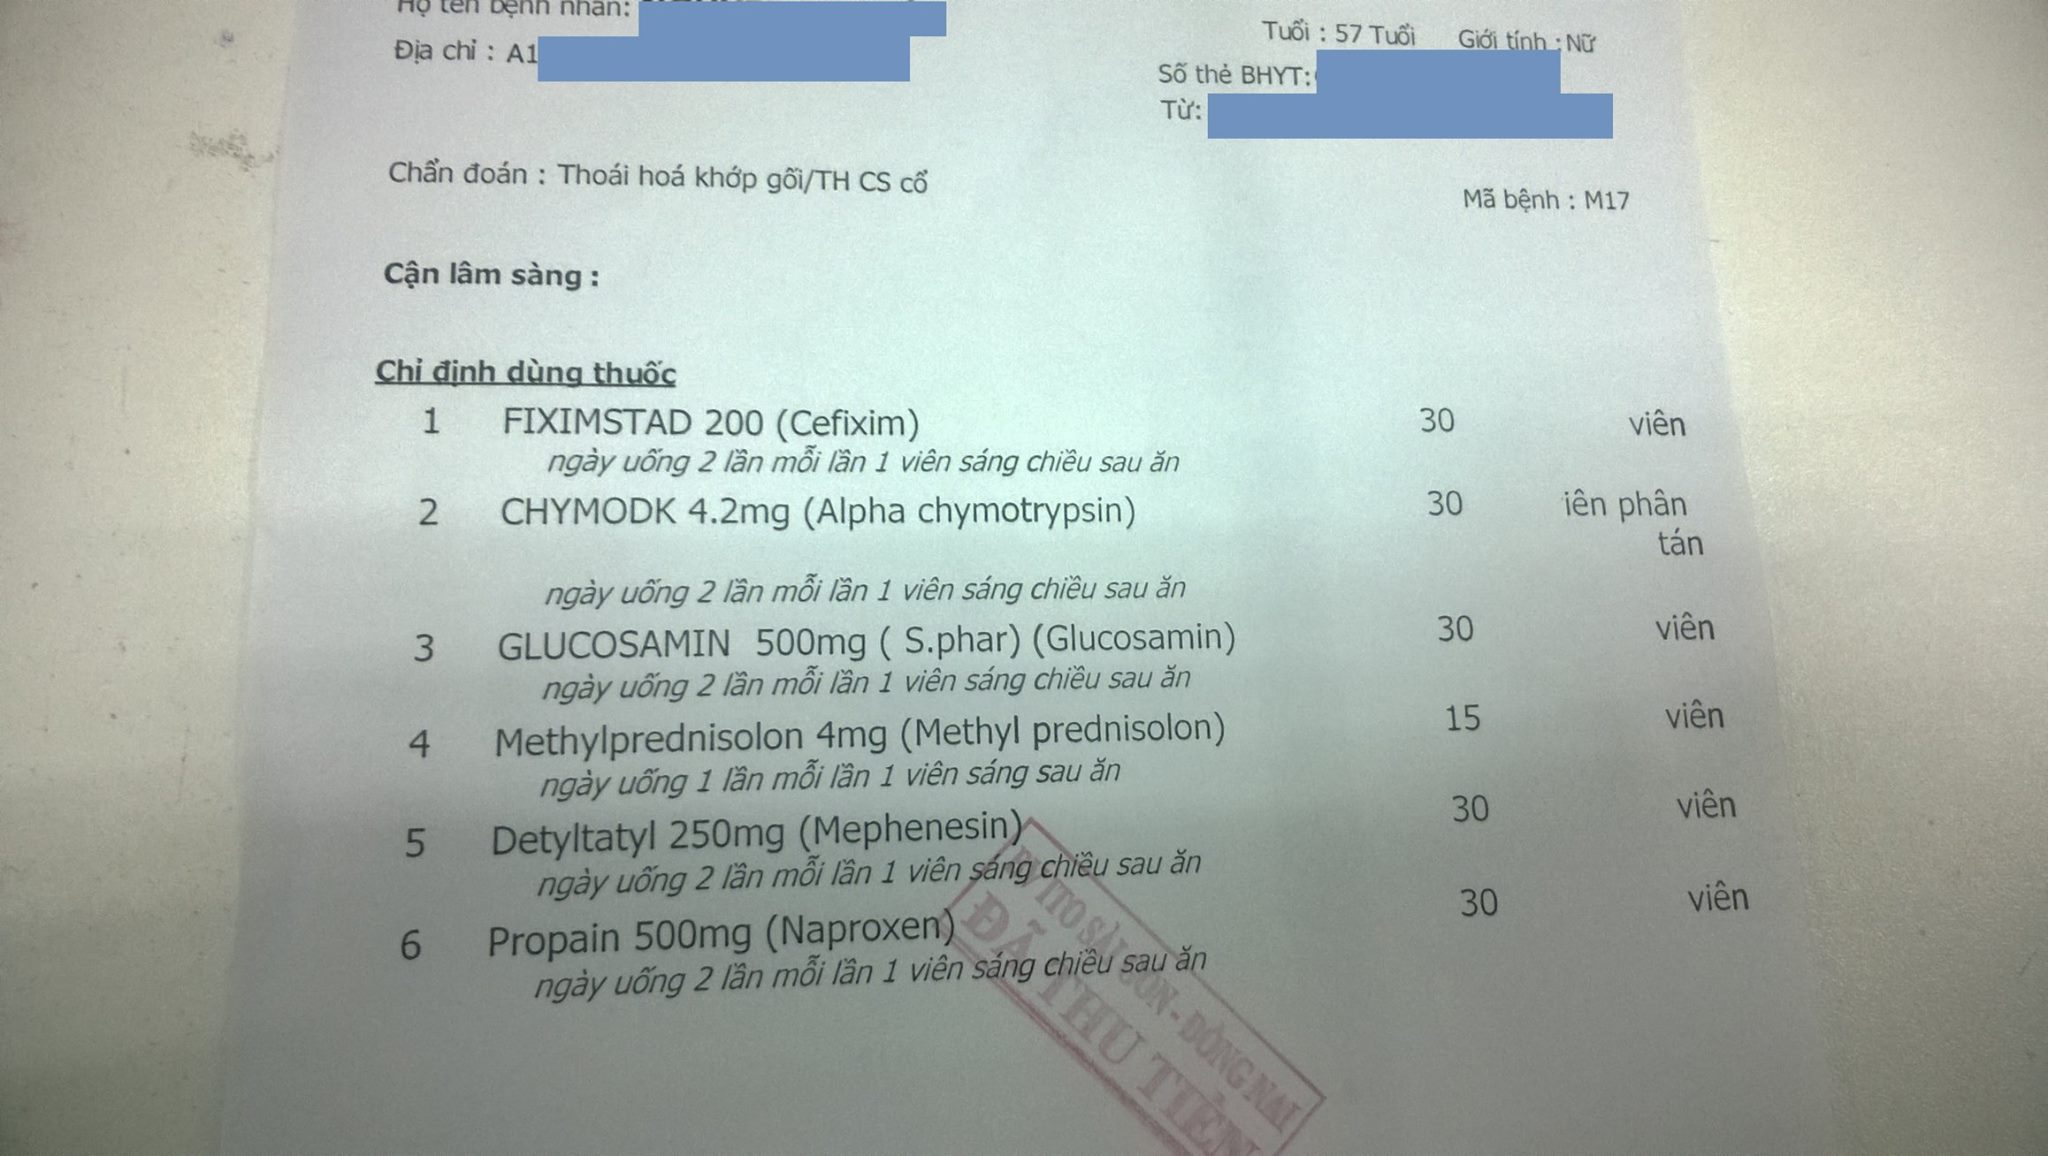 Họ tên bệnh nhân:
Tuổi : 57 Tuổi Giới tính : Nữ
Địa chỉ : A1
Số thẻ BHYT:
Từ:
Chẩn đoán : Thoái hoá khớp gối/TH CS cổ
Mã bệnh : M17
Cận lâm sàng :
Chỉ định dùng thuốc
1 FIXIMSTAD 200 (Cefixim) 30 viên
ngày uống 2 lần mỗi lần 1 viên sáng chiều sau ăn
2 CHYMODK 4.2mg (Alpha chymotrypsin) 30 iên phân
tán
ngày uống 2 lần mỗi lần 1 viên sáng chiều sau ăn
3 GLUCOSAMIN 500mg ( S.phar) (Glucosamin) 30 viên
ngày uống 2 lần mỗi lần 1 viên sáng chiều sau ăn
4 Methylprednisolon 4mg (Methyl prednisolon) 15 viên
ngày uống 1 lần mỗi lần 1 viên sáng sau ăn
5 Detyltatyl 250mg (Mephenesin) 30 viên
ngày uống 2 lần mỗi lần 1 viên sáng chiều sau ăn
6 Propain 500mg (Naproxen) 30 viên
ngày uống 2 lần mỗi lần 1 viên sáng chiều sau ăn
SÀI GÒN - ĐỒNG NAI
ĐÃ THU TIỀN